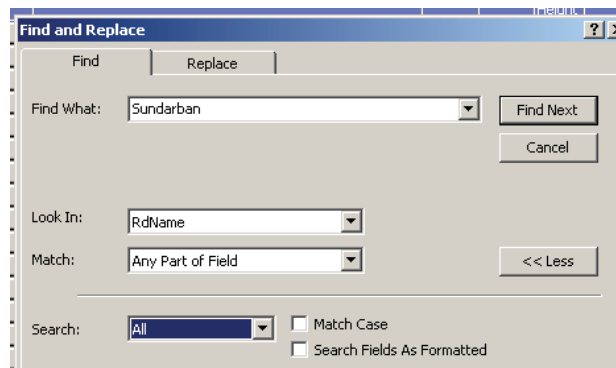 Height
Find and Replace
Find
Replace
Find What:
Sundarban
Find Next
Cancel
Look In:
RdName
Match:
Any Part of Field
<< Less
Search:
All
Match Case
Search Fields As Formatted